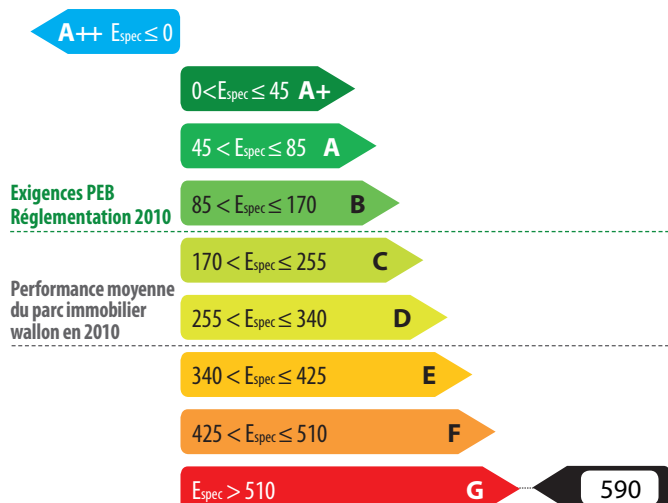 A++ Espec ≤ 0
0<Espec ≤ 45 A+
45 < Espec ≤ 85 A
Exigences PEB
Réglementation 2010
85 < Espec ≤ 170 B
170 < Espec ≤ 255 C
Performance moyenne
du parc immobilier
wallon en 2010
255 < Espec ≤ 340 D
340 < Espec ≤ 425 E
425 < Espec ≤ 510 F
Espec > 510 G
590